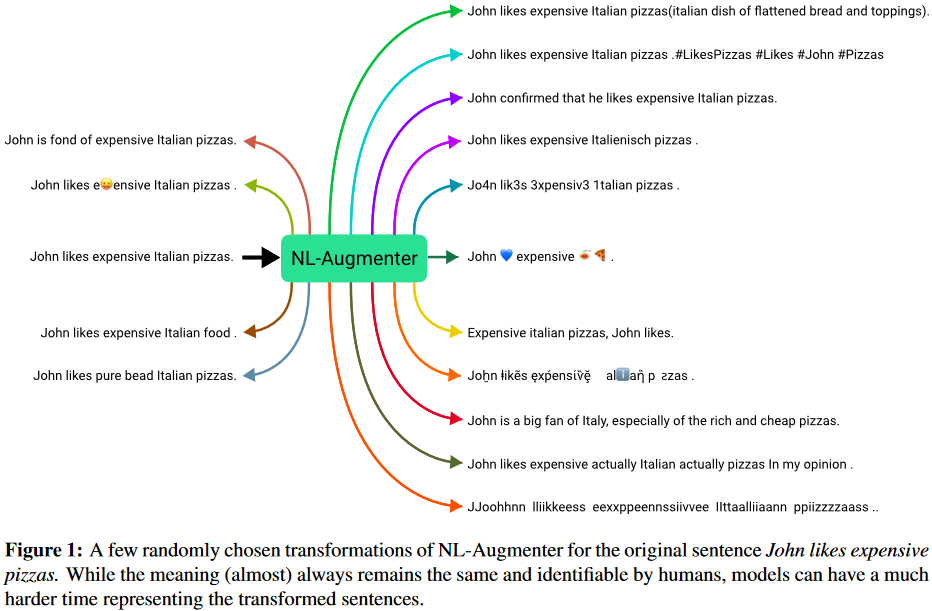 John likes expensive Italian pizzas(italian dish of flattened bread and toppings).
John likes expensive Italian pizzas .#LikesPizzas #Likes #John #Pizzas
John confirmed that he likes expensive Italian pizzas.
John is fond of expensive Italian pizzas.
John likes expensive Italienisch pizzas .
John likes e😛ensive Italian pizzas .
Jo4n lik3s 3xpensiv3 1talian pizzas .
John likes expensive Italian pizzas.
NL-Augmenter
John 💙 expensive 🍝🍕 .
John likes expensive Italian food .
Expensive italian pizzas, John likes.
John likes pure bead Italian pizzas.
Joḫn łikẽs ęxṕensív̏ę̆ alℹ️aῆ p ƨzas .
John is a big fan of Italy, especially of the rich and cheap pizzas.
John likes expensive actually Italian actually pizzas In my opinion .
JJoohhnn lliikkeess eexxppeennssiivvee IIttaalliiaann ppiizzzzaass ..
Figure 1: A few randomly chosen transformations of NL-Augmenter for the original sentence John likes expensive
pizzas. While the meaning (almost) always remains the same and identifiable by humans, models can have a much
harder time representing the transformed sentences.